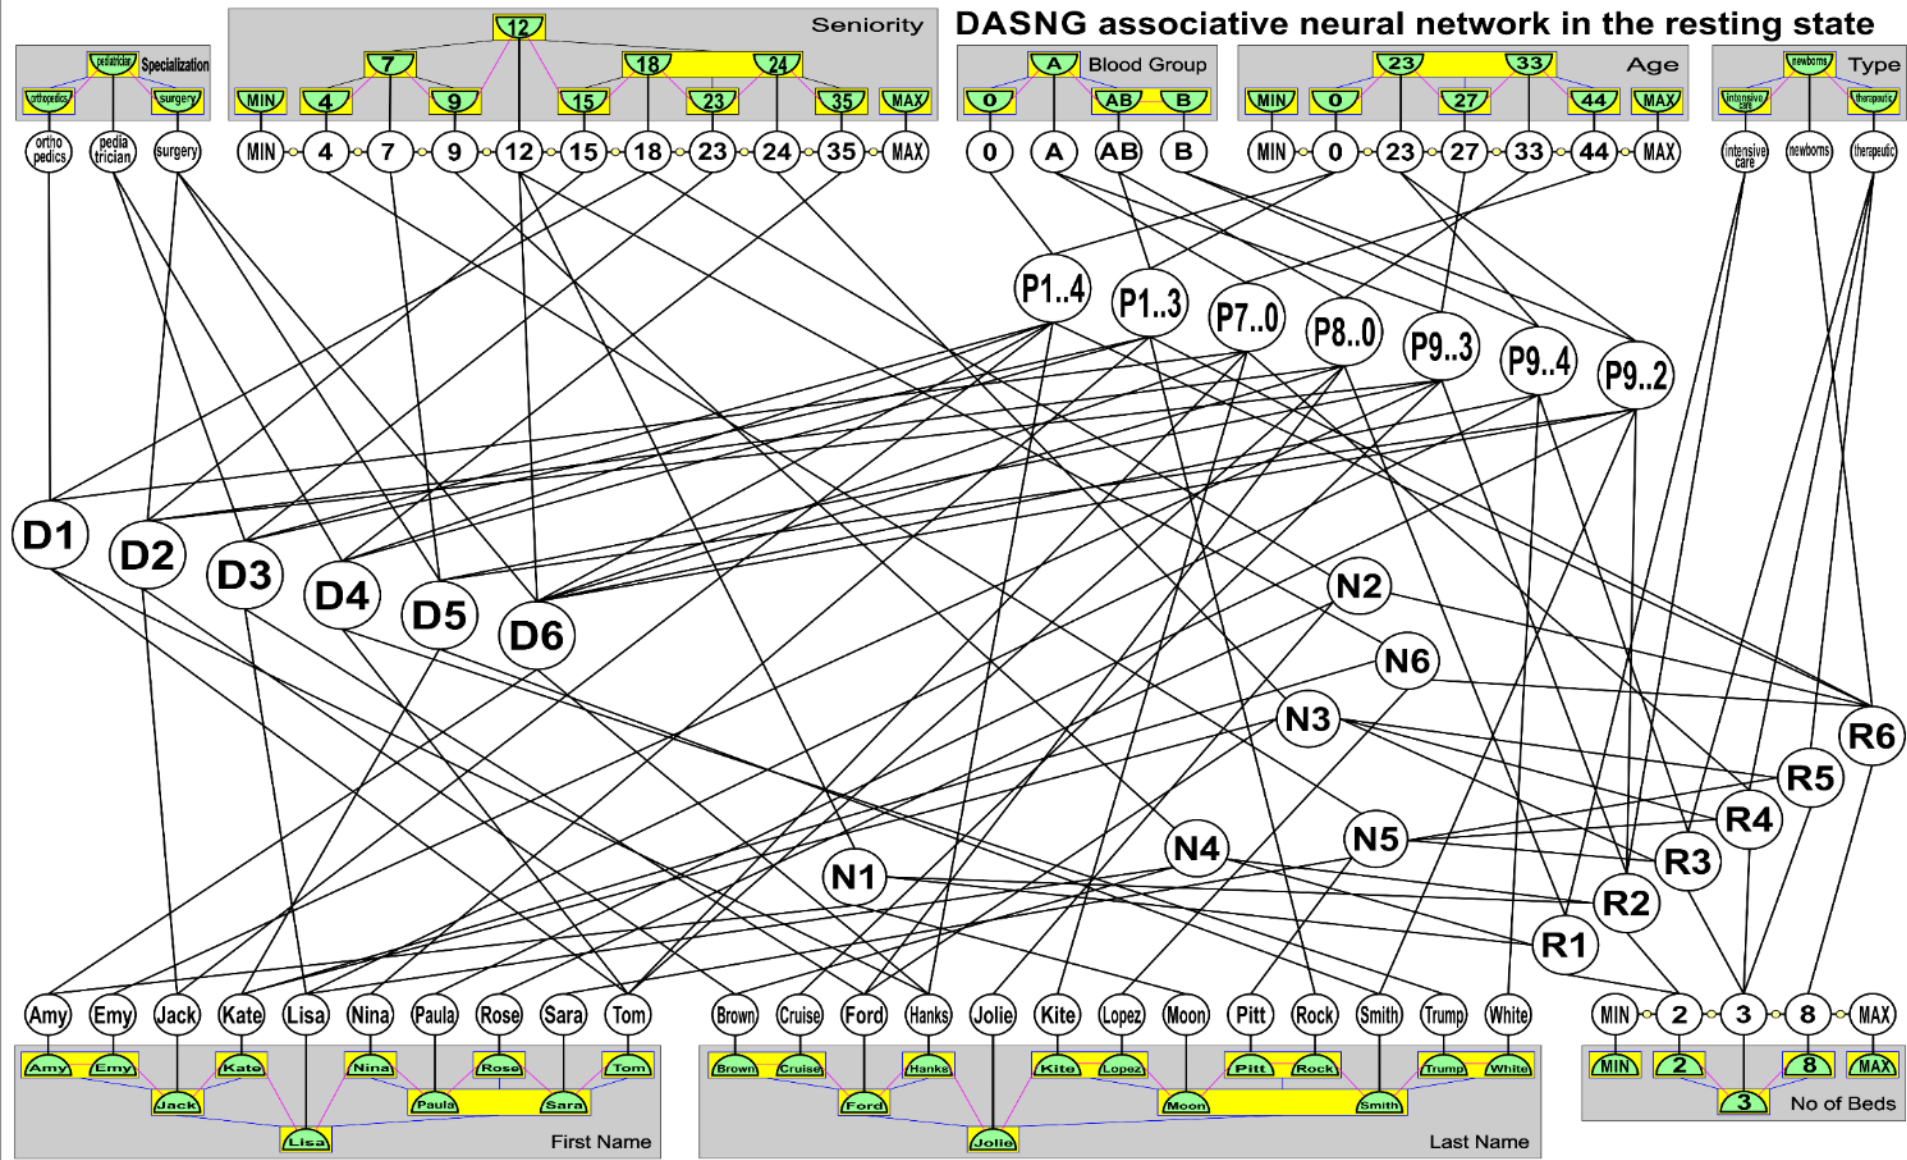 DASNG associative neural network in the resting state
Seniority
12
7
18 24
MIN 4 9 15 23 35 MAX
Specialization
pediatrician
orthopedics surgery
Blood Group
A
0 AB B
Age
23 33
MIN 0 27 44 MAX
Type
newborns
intensive care therapeutic
ortho pedics
pedia trician
surgery
MIN 4 7 9 12 15 18 23 24 35 MAX
0 A AB B
MIN 0 23 27 33 44 MAX
intensive care
newborns
therapeutic
P1..4
P1..3
P7..0
P8..0
P9..3
P9..4
P9..2
D1
D2
D3
D4
D5
D6
N2
N6
N3
N4
N5
N1
R6
R5
R4
R3
R2
R1
Amy Emy Jack Kate Lisa Nina Paula Rose Sara Tom
Brown Cruise Ford Hanks Jolie Kite Lopez Moon Pitt Rock Smith Trump White
MIN 2 3 8 MAX
Amy Emy Kate Nina Rose Tom
Jack Paula Sara
Lisa
First Name
Brown Cruise Hanks Kite Lopez Pitt Rock Trump White
Ford Moon Smith
Jolie
Last Name
MIN 2 8 MAX
3
No of Beds